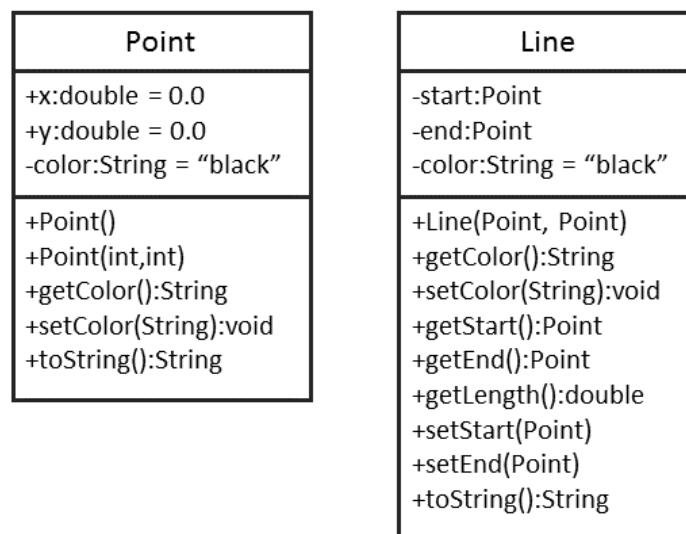 Point
+x:double = 0.0
+y:double = 0.0
-color:String = “black”
+Point()
+Point(int,int)
+getColor():String
+setColor(String):void
+toString():String
Line
-start:Point
-end:Point
-color:String = “black”
+Line(Point, Point)
+getColor():String
+setColor(String):void
+getStart():Point
+getEnd():Point
+getLength():double
+setStart(Point)
+setEnd(Point)
+toString():String